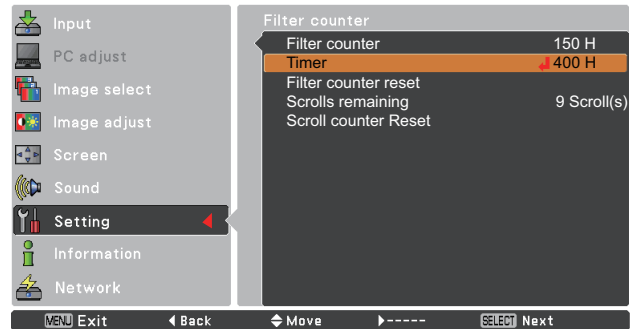 Input
PC adjust
Image select
Image adjust
Screen
Sound
Setting
Information
Network
Filter counter
Filter counter 150 H
Timer 400 H
Filter counter reset
Scrolls remaining 9 Scroll(s)
Scroll counter Reset
MENU Exit Back Move ----- SELECT Next